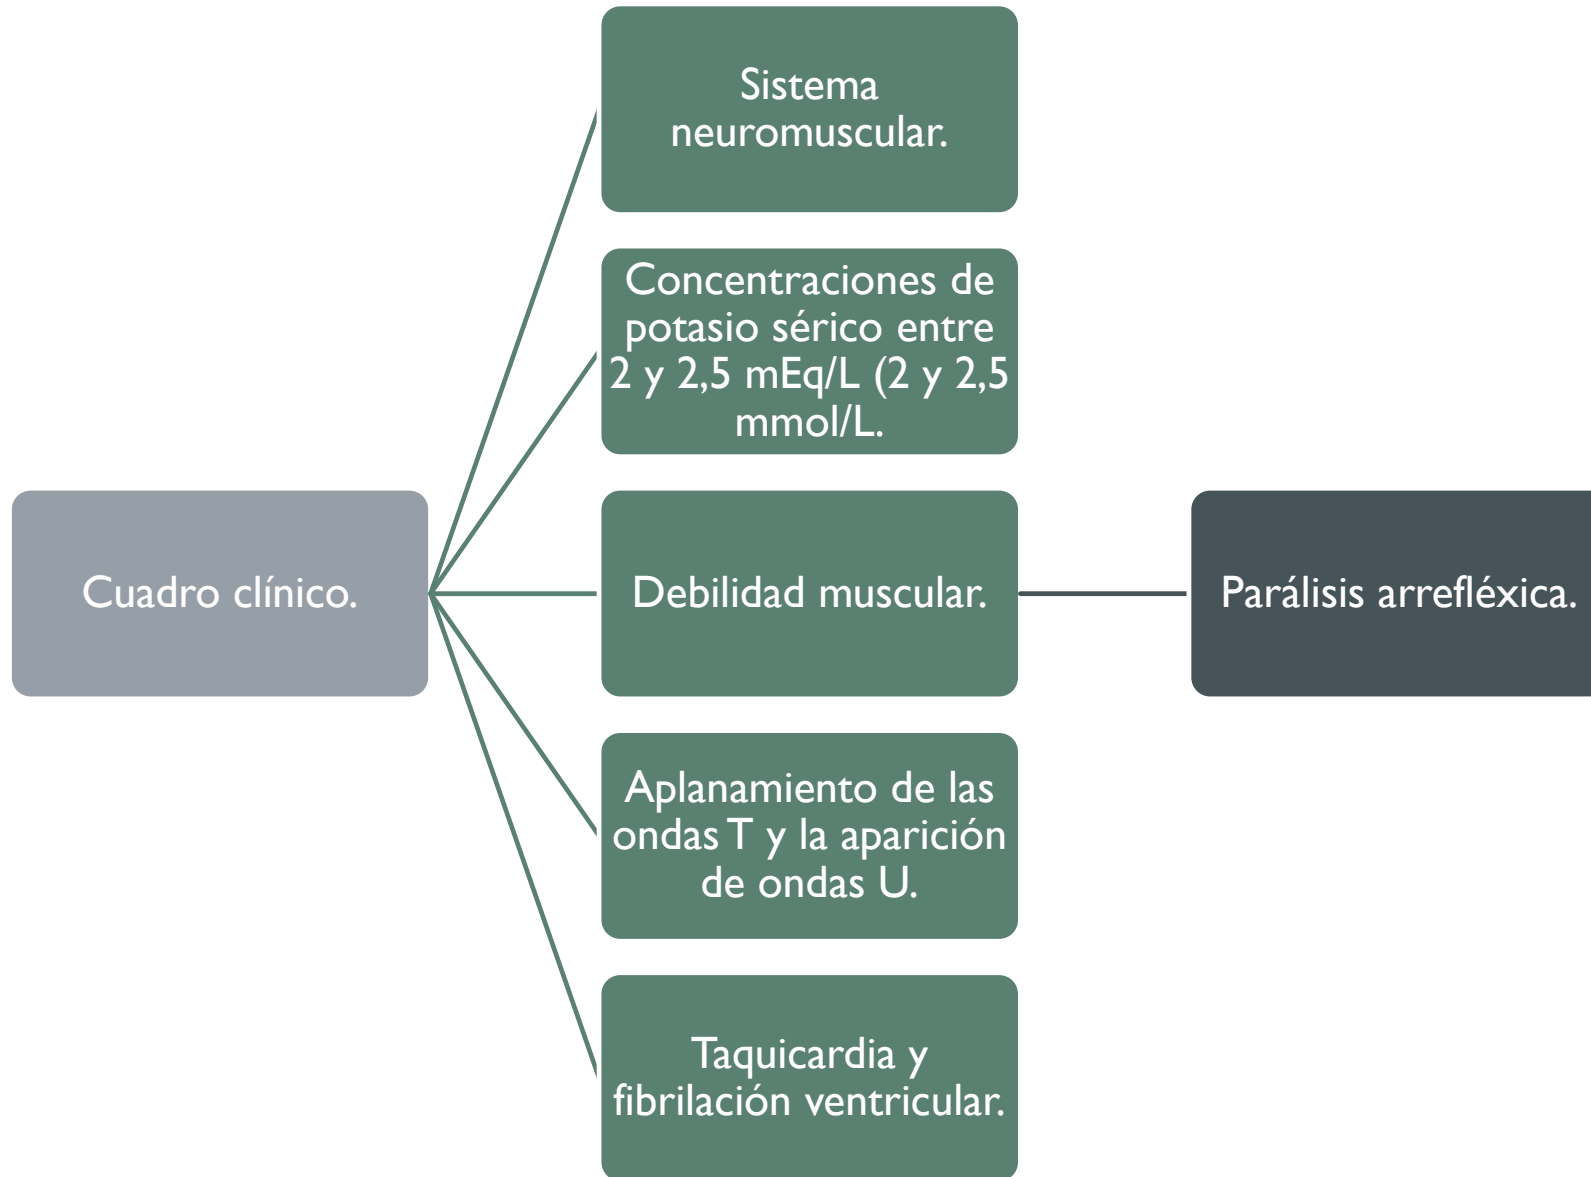 Sistema
neuromuscular.
Concentraciones de
potasio sérico entre
2 y 2,5 mEq/L (2 y 2,5
mmol/L.
Cuadro clínico.
Debilidad muscular.
Parálisis arrefléxica.
Aplanamiento de las
ondas T y la aparición
de ondas U.
Taquicardia y
fibrilación ventricular.